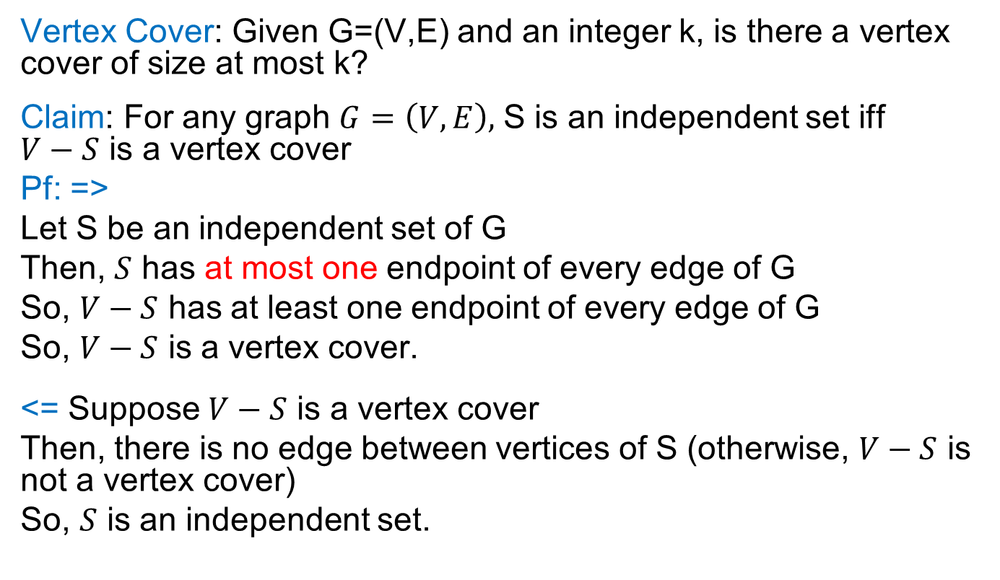 Vertex Cover: Given G=(V,E) and an integer k, is there a vertex
cover of size at most k?
Claim: For any graph 𝐺 = (𝑉, 𝐸), S is an independent set iff
𝑉 − 𝑆 is a vertex cover
Pf: =>
Let S be an independent set of G
Then, 𝑆 has at most one endpoint of every edge of G
So, 𝑉 − 𝑆 has at least one endpoint of every edge of G
So, 𝑉 − 𝑆 is a vertex cover.
<= Suppose 𝑉 − 𝑆 is a vertex cover
Then, there is no edge between vertices of S (otherwise, 𝑉 − 𝑆 is
not a vertex cover)
So, 𝑆 is an independent set.